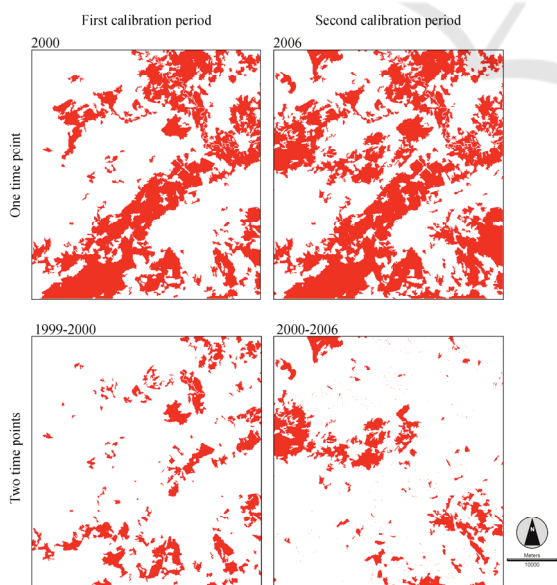 First calibration period
Second calibration period
2000
2006
One time point
1999-2000
2000-2006
Two time points
N
Meters
10000